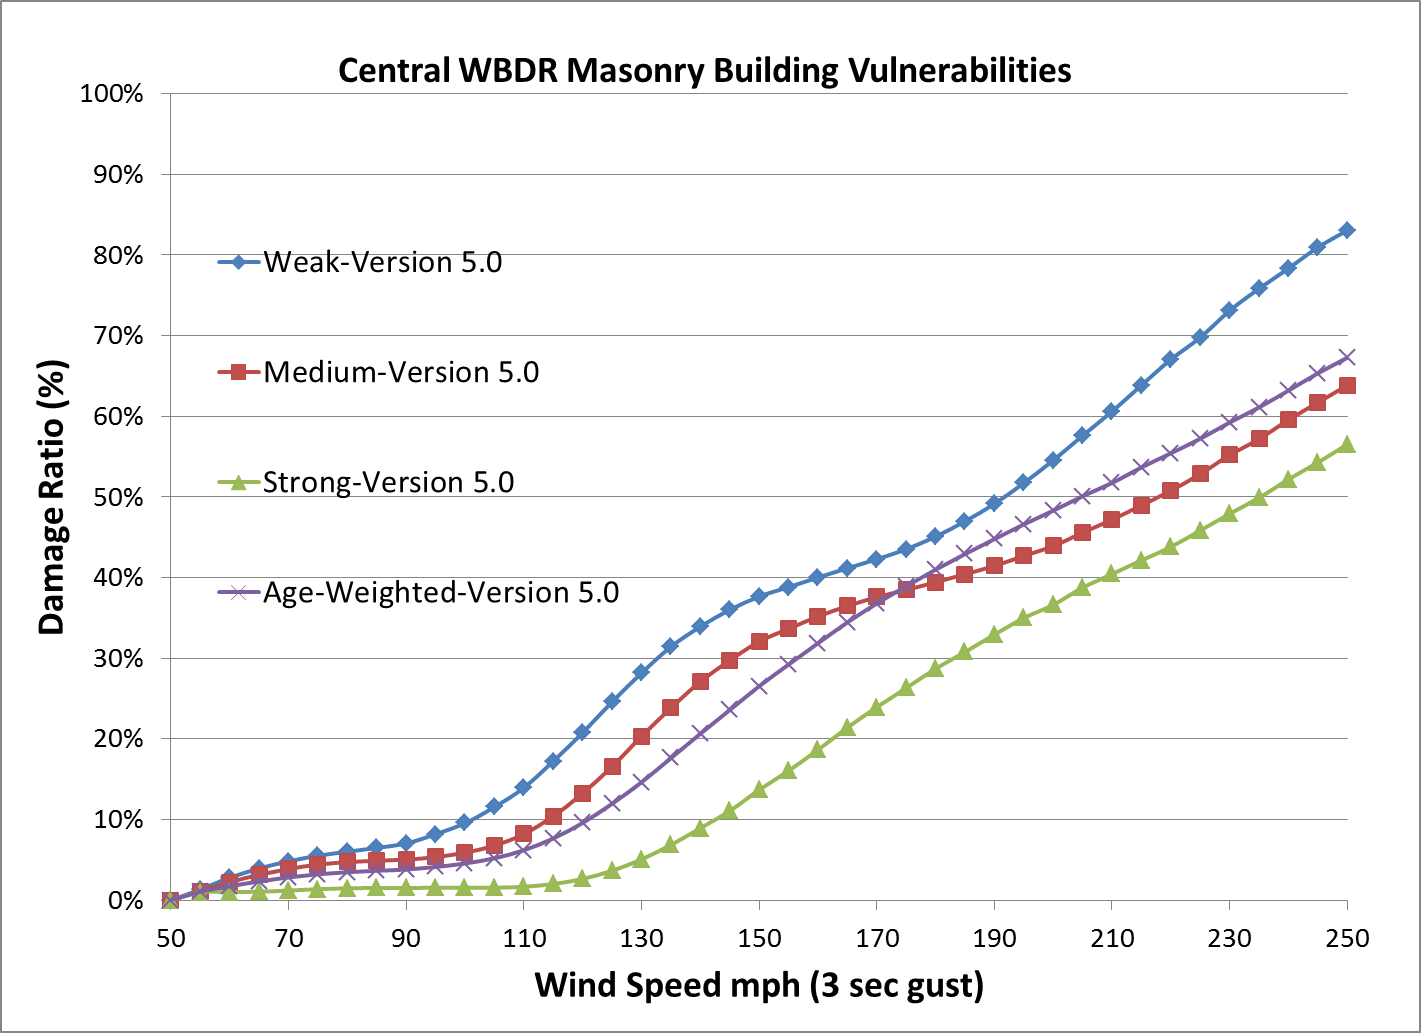 Central WBDR Masonry Building Vulnerabilities
100%
90%
80%
70%
60%
50%
40%
30%
20%
10%
0%
Damage Ratio (%)
Weak-Version 5.0
Medium-Version 5.0
Strong-Version 5.0
Age-Weighted-Version 5.0
50 70 90 110 130 150 170 190 210 230 250
Wind Speed mph (3 sec gust)